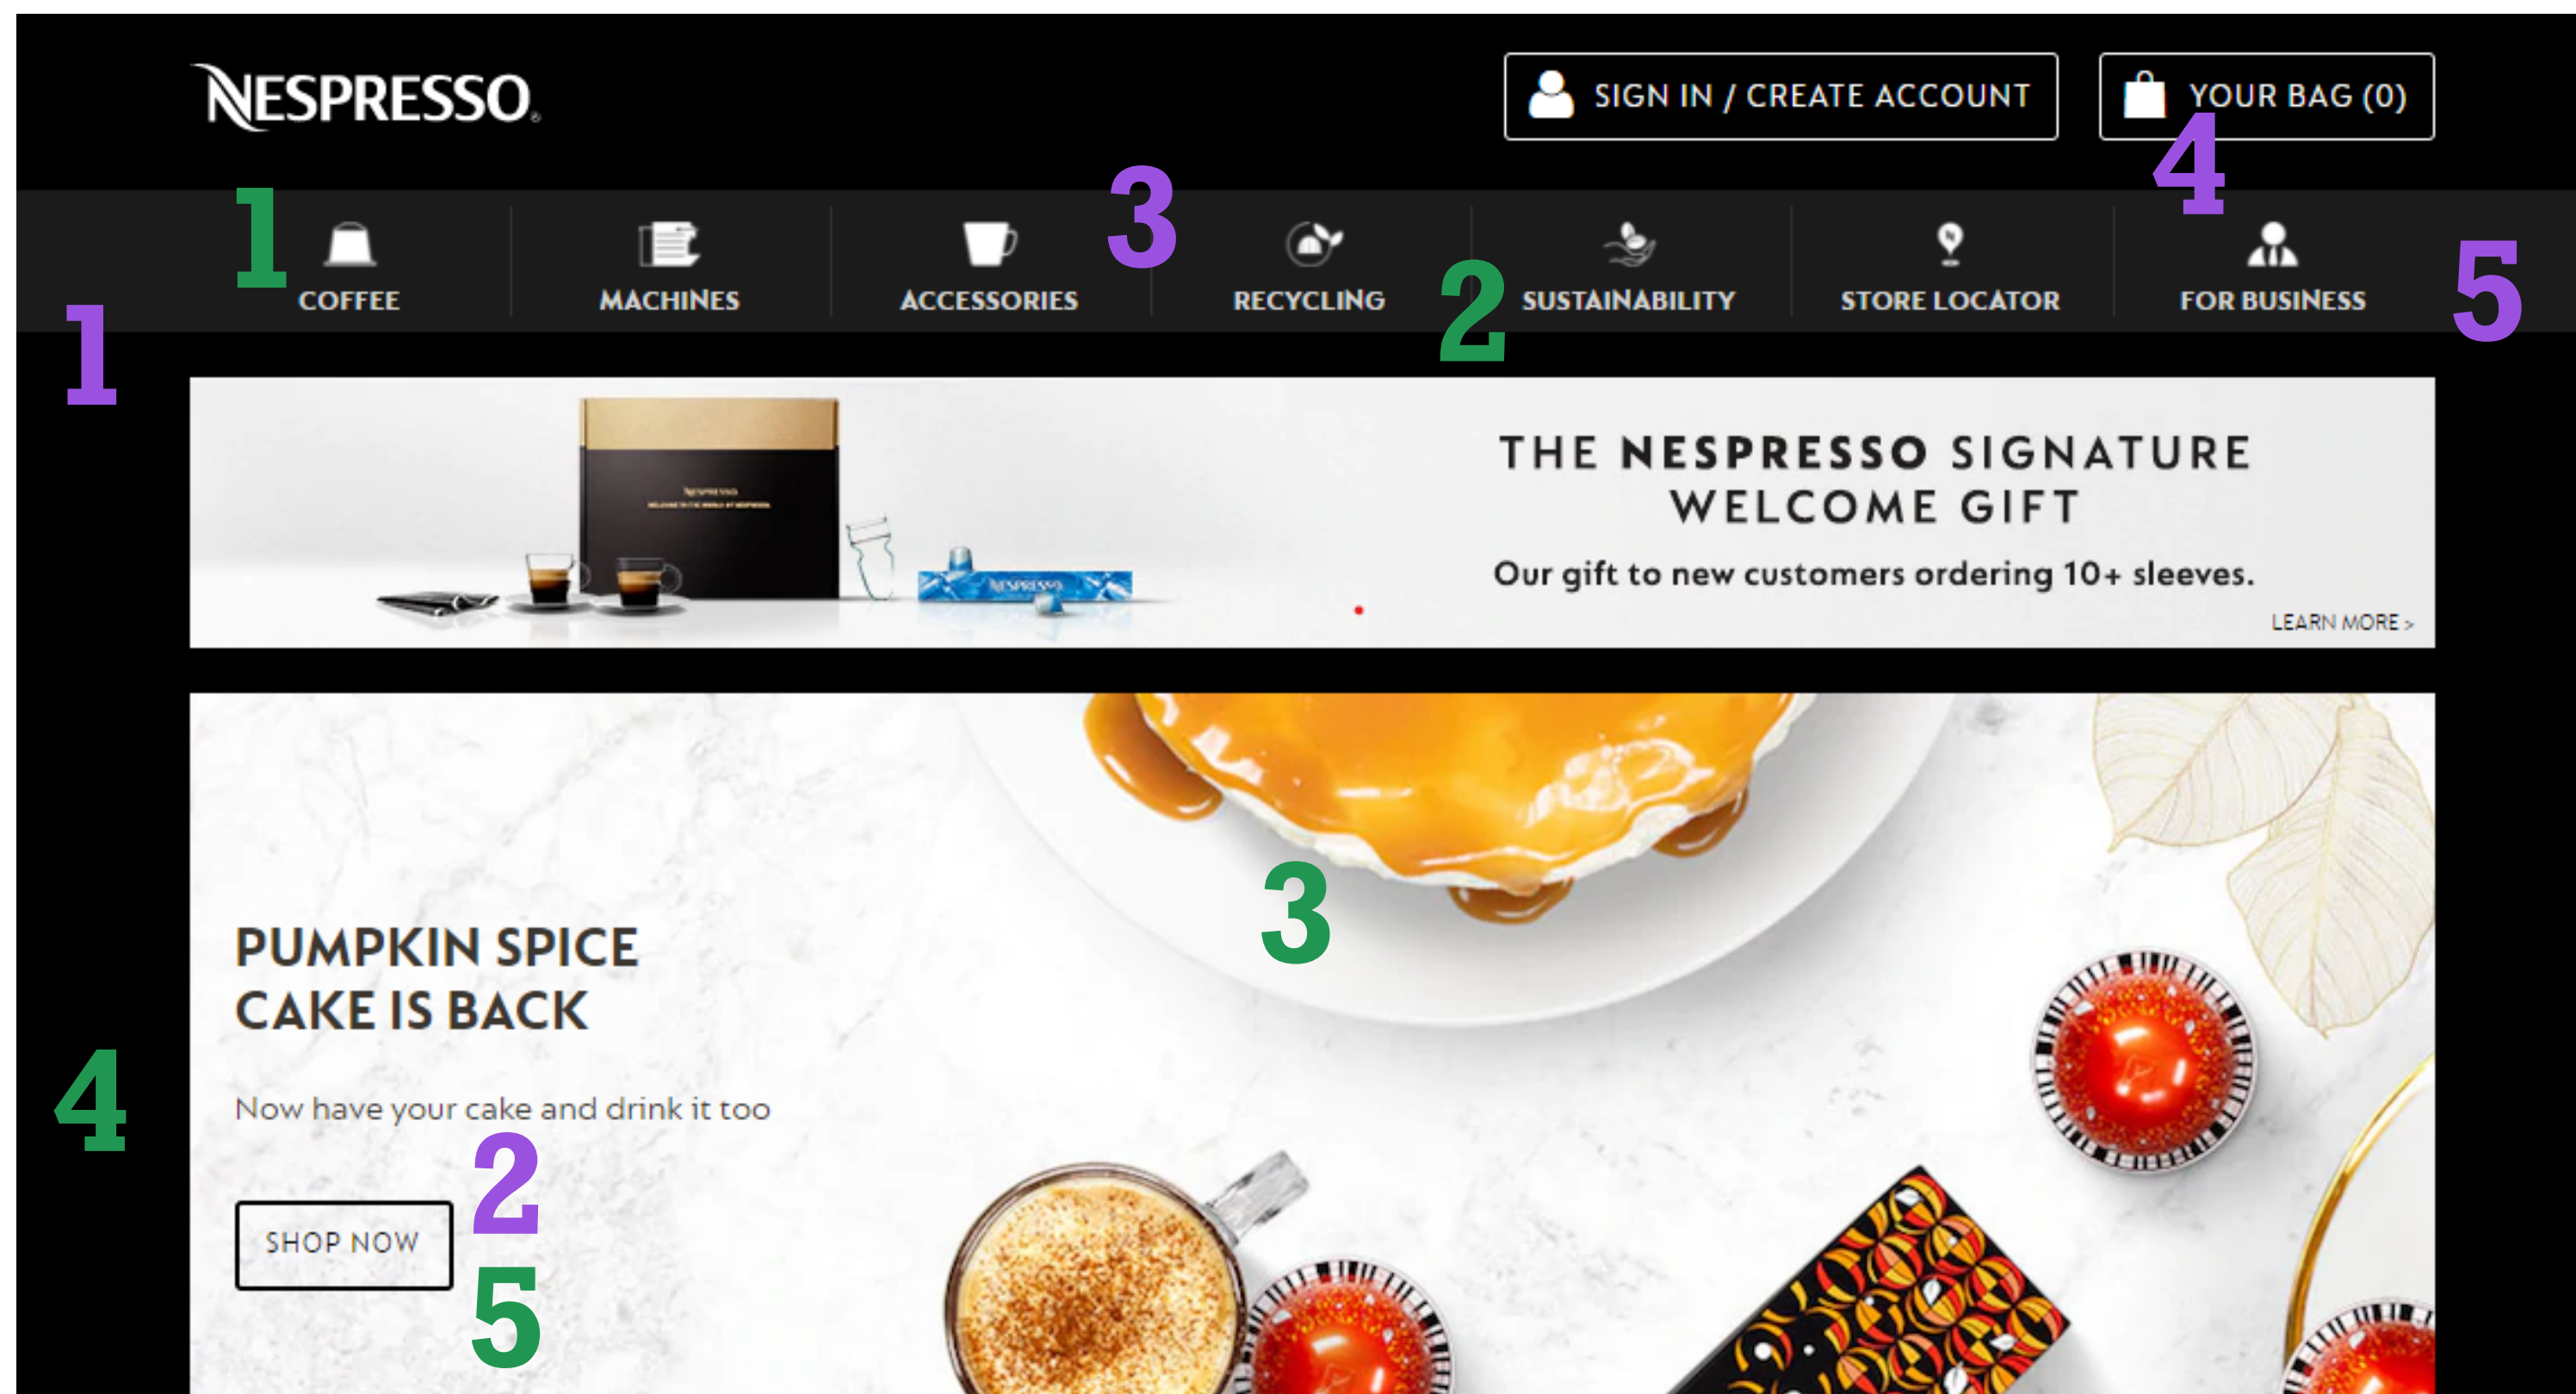 NESPRESSO
SIGN IN / CREATE ACCOUNT
YOUR BAG (0)
4
1
3
5
COFFEE
MACHINES
ACCESSORIES
RECYCLING
2
SUSTAINABILITY
STORE LOCATOR
FOR BUSINESS
1
THE NESPRESSO SIGNATURE
WELCOME GIFT
Our gift to new customers ordering 10+ sleeves.
LEARN MORE >
NESPRESSO
3
PUMPKIN SPICE
CAKE IS BACK
4
Now have your cake and drink it too
2
SHOP NOW
5